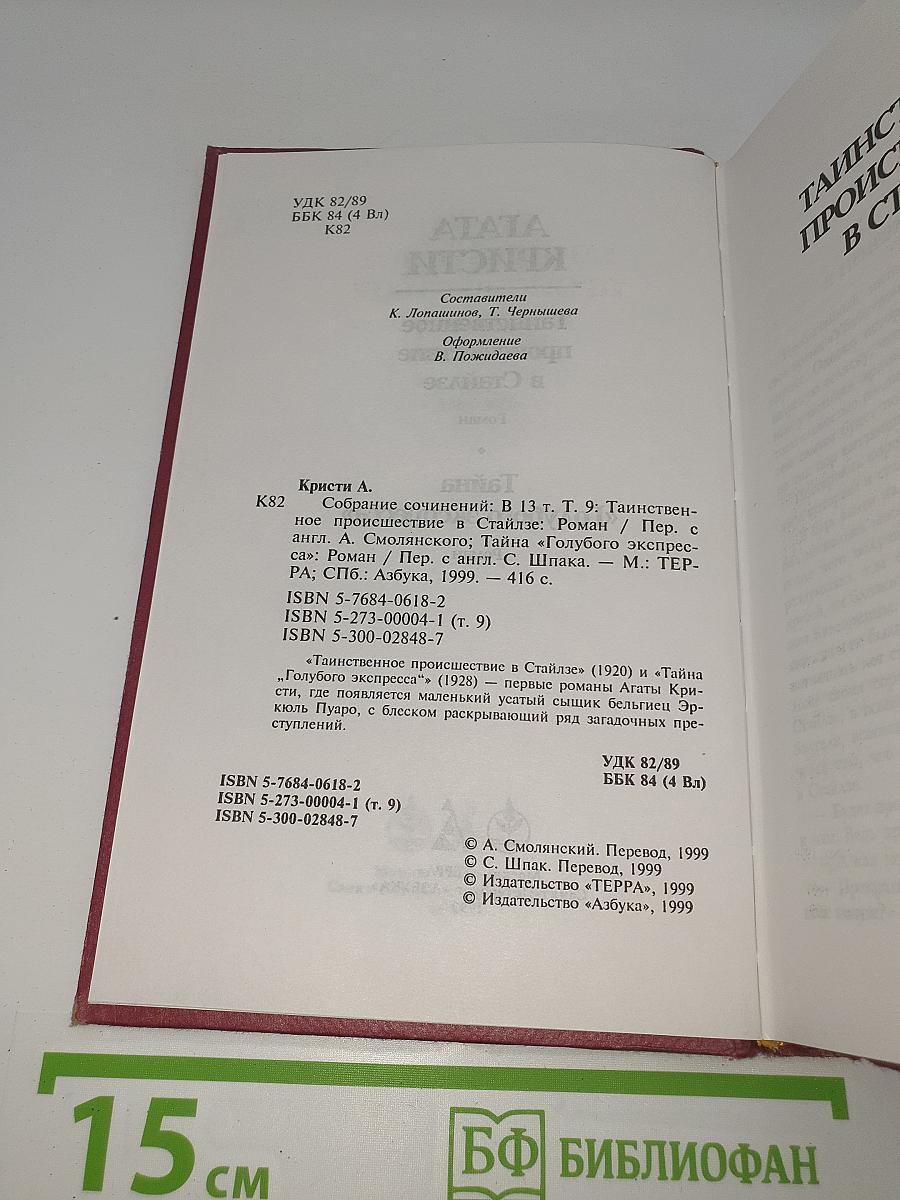 УДК 82/89
ББК 84 (4 Вл)
К82
Составители
К. Лопашинов, Т. Чернышева
Оформление
В. Пожидаева
Кристи А.
К82 Собрание сочинений: В 13 т. Т. 9: Таинствен-
ное происшествие в Стайлзе: Роман / Пер. с
англ. А. Смолянского; Тайна «Голубого экспрес-
са»: Роман / Пер. с англ. С. Шпака. — М.: ТЕР-
РА; СПб.: Азбука, 1999. — 416 с.
ISBN 5-7684-0618-2
ISBN 5-273-00004-1 (т. 9)
ISBN 5-300-02848-7
«Таинственное происшествие в Стайлзе» (1920) и «Тайна
„Голубого экспресса“» (1928) — первые романы Агаты Кри-
сти, где появляется маленький усатый сыщик бельгиец Эр-
кюль Пуаро, с блеском раскрывающий ряд загадочных пре-
ступлений.
УДК 82/89
ББК 84 (4 Вл)
ISBN 5-7684-0618-2
ISBN 5-273-00004-1 (т. 9)
ISBN 5-300-02848-7
© А. Смолянский. Перевод, 1999
© С. Шпак. Перевод, 1999
© Издательство «ТЕРРА», 1999
© Издательство «Азбука», 1999
ТАИНСТ
ПРОИС
В СТ
15 см
БФ БИБЛИОФАН